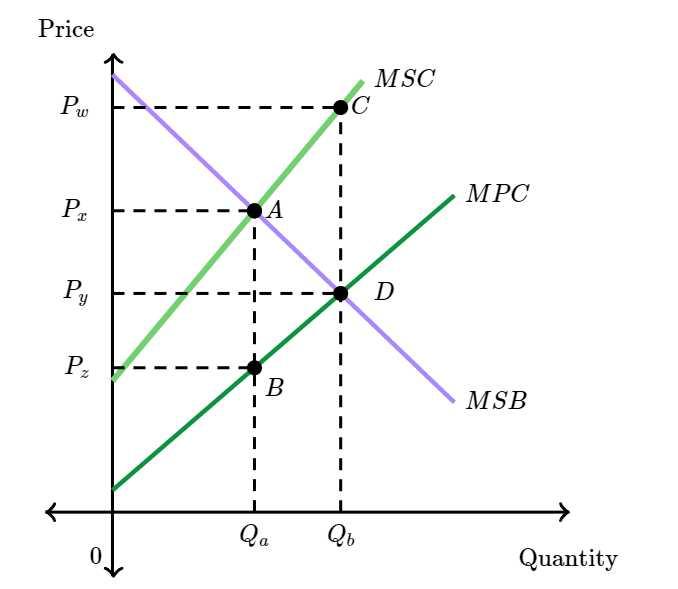 Price
MSC
P_w
C
MPC
P_x
A
P_y
D
P_z
B
MSB
Q_a
Q_b
0
Quantity